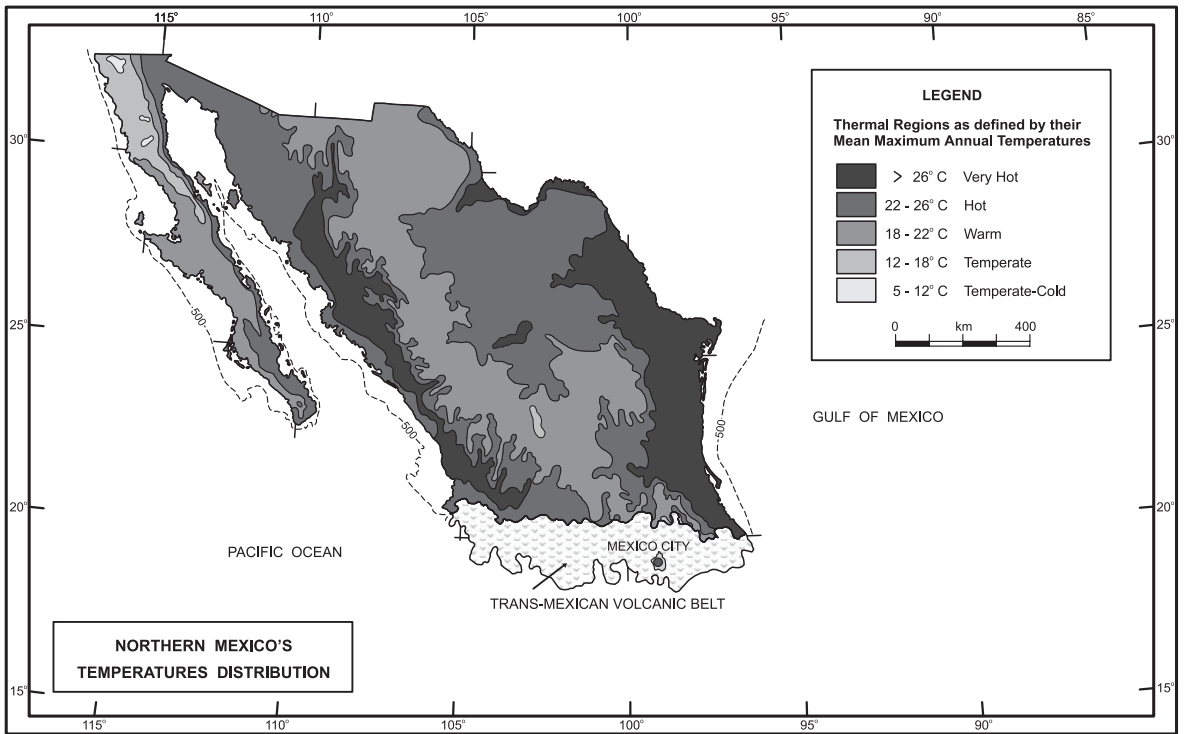 115° 110° 105° 100° 95° 90° 85°
30° 30°
25° 25°
20° 20°
15° 15°
115° 110° 105° 100° 95° 90°
LEGEND
Thermal Regions as defined by their
Mean Maximum Annual Temperatures
> 26° C Very Hot
22 - 26° C Hot
18 - 22° C Warm
12 - 18° C Temperate
5 - 12° C Temperate-Cold
0 km 400
500
500
500
GULF OF MEXICO
PACIFIC OCEAN
MEXICO CITY
TRANS-MEXICAN VOLCANIC BELT
NORTHERN MEXICO'S
TEMPERATURES DISTRIBUTION